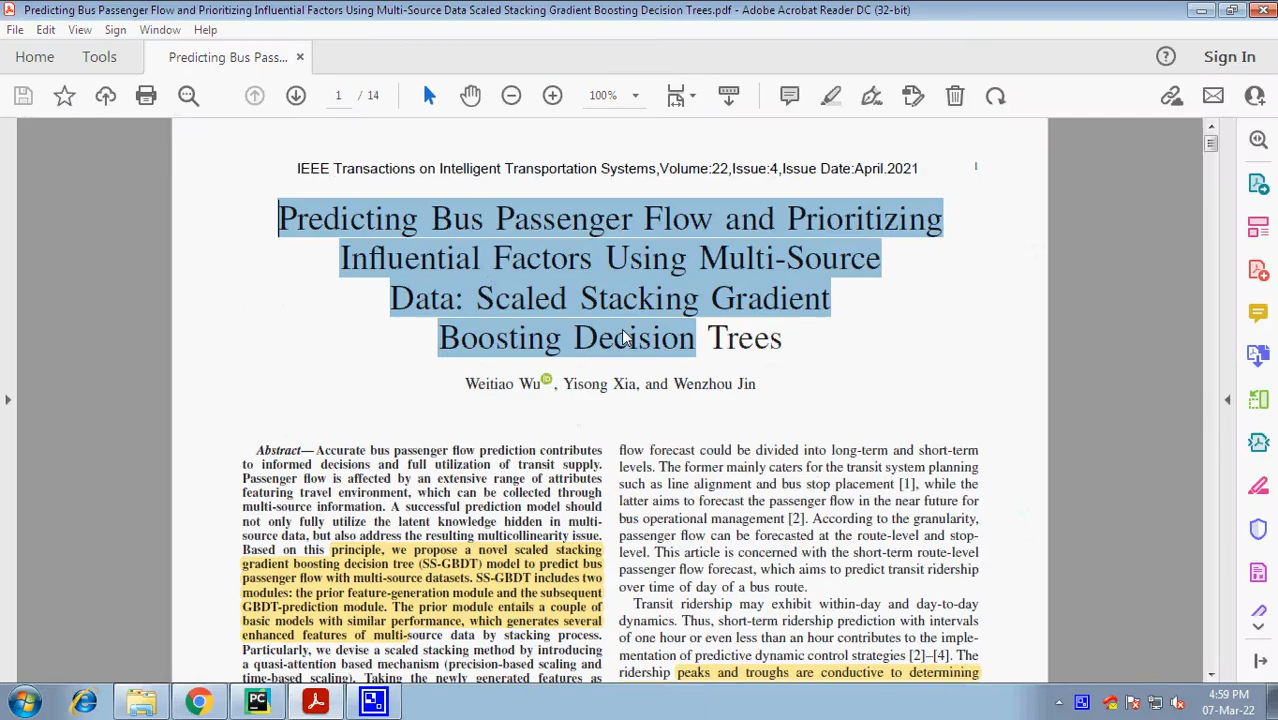 Predicting Bus Passenger Flow and Prioritizing Influential Factors Using Multi-Source Data Scaled Stacking Gradient Boosting Decision Trees.pdf - Adobe Acrobat Reader DC (32-bit)
File Edit View Sign Window Help
Home Tools Predicting Bus Pass... × Sign In
1 / 14 100%
IEEE Transactions on Intelligent Transportation Systems,Volume:22,Issue:4,Issue Date:April.2021
Predicting Bus Passenger Flow and Prioritizing
Influential Factors Using Multi-Source
Data: Scaled Stacking Gradient
Boosting Decision Trees
Weitiao Wu, Yisong Xia, and Wenzhou Jin
Abstract—Accurate bus passenger flow prediction contributes
to informed decisions and full utilization of transit supply.
Passenger flow is affected by an extensive range of attributes
featuring travel environment, which can be collected through
multi-source information. A successful prediction model should
not only fully utilize the latent knowledge hidden in multi-
source data, but also address the resulting multicollinearity issue.
Based on this principle, we propose a novel scaled stacking
gradient boosting decision tree (SS-GBDT) model to predict bus
passenger flow with multi-source datasets. SS-GBDT includes two
modules: the prior feature-generation module and the subsequent
GBDT-prediction module. The prior module entails a couple of
basic models with similar performance, which generates several
enhanced features of multi-source data by stacking process.
Particularly, we devise a scaled stacking method by introducing
a quasi-attention based mechanism (precision-based scaling and
time-based scaling). Taking the newly generated features as
flow forecast could be divided into long-term and short-term
levels. The former mainly caters for the transit system planning
such as line alignment and bus stop placement [1], while the
latter aims to forecast the passenger flow in the near future for
bus operational management [2]. According to the granularity,
passenger flow can be forecasted at the route-level and stop-
level. This article is concerned with the short-term route-level
passenger flow forecast, which aims to predict transit ridership
over time of day of a bus route.
Transit ridership may exhibit within-day and day-to-day
dynamics. Thus, short-term ridership prediction with intervals
of one hour or even less than an hour contributes to the imple-
mentation of predictive dynamic control strategies [2]–[4]. The
ridership peaks and troughs are conductive to determining
4:59 PM
07-Mar-22